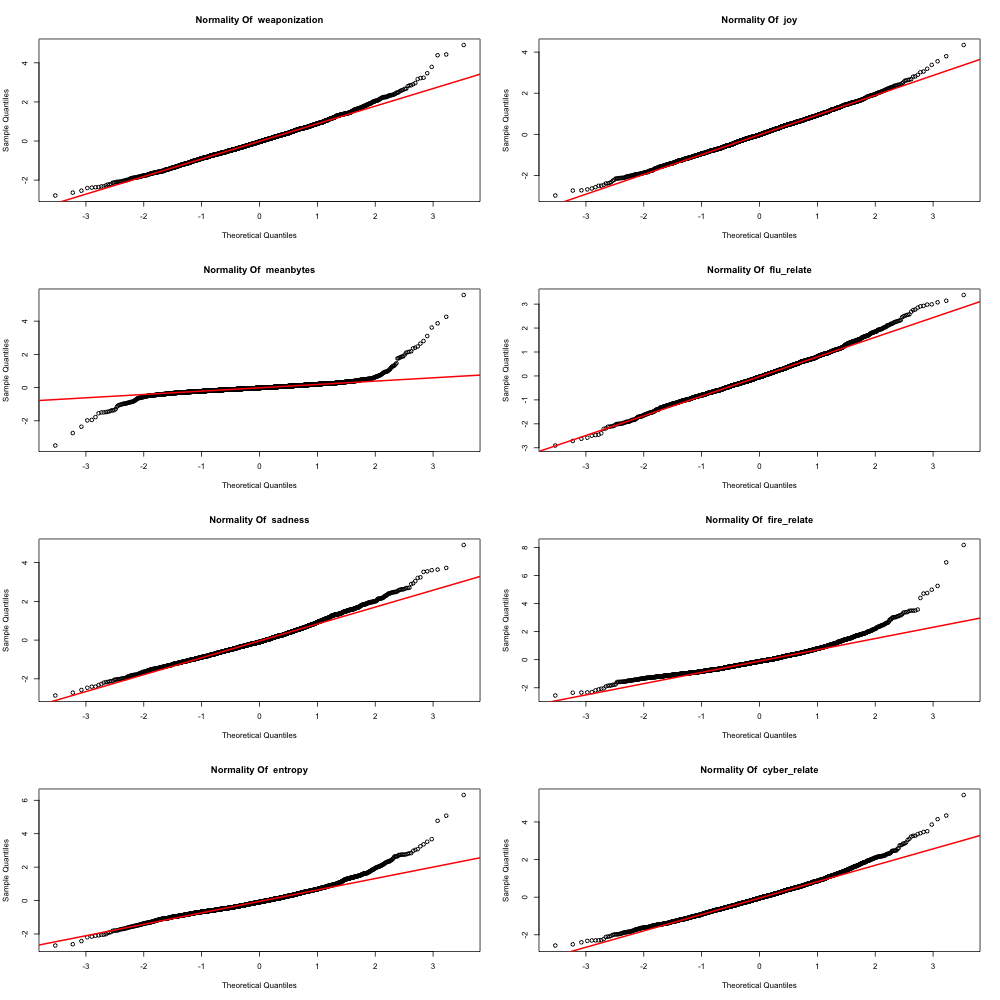 Normality Of weaponization
Sample Quantiles
4
2
0
-2
-3 -2 -1 0 1 2 3
Theoretical Quantiles
Normality Of joy
Sample Quantiles
4
2
0
-2
-3 -2 -1 0 1 2 3
Theoretical Quantiles
Normality Of meanbytes
Sample Quantiles
4
2
0
-2
-3 -2 -1 0 1 2 3
Theoretical Quantiles
Normality Of flu_relate
Sample Quantiles
3
2
1
0
-1
-2
-3
-3 -2 -1 0 1 2 3
Theoretical Quantiles
Normality Of sadness
Sample Quantiles
4
2
0
-2
-3 -2 -1 0 1 2 3
Theoretical Quantiles
Normality Of fire_relate
Sample Quantiles
8
6
4
2
0
-2
-3 -2 -1 0 1 2 3
Theoretical Quantiles
Normality Of entropy
Sample Quantiles
6
4
2
0
-2
-3 -2 -1 0 1 2 3
Theoretical Quantiles
Normality Of cyber_relate
Sample Quantiles
4
2
0
-2
-3 -2 -1 0 1 2 3
Theoretical Quantiles